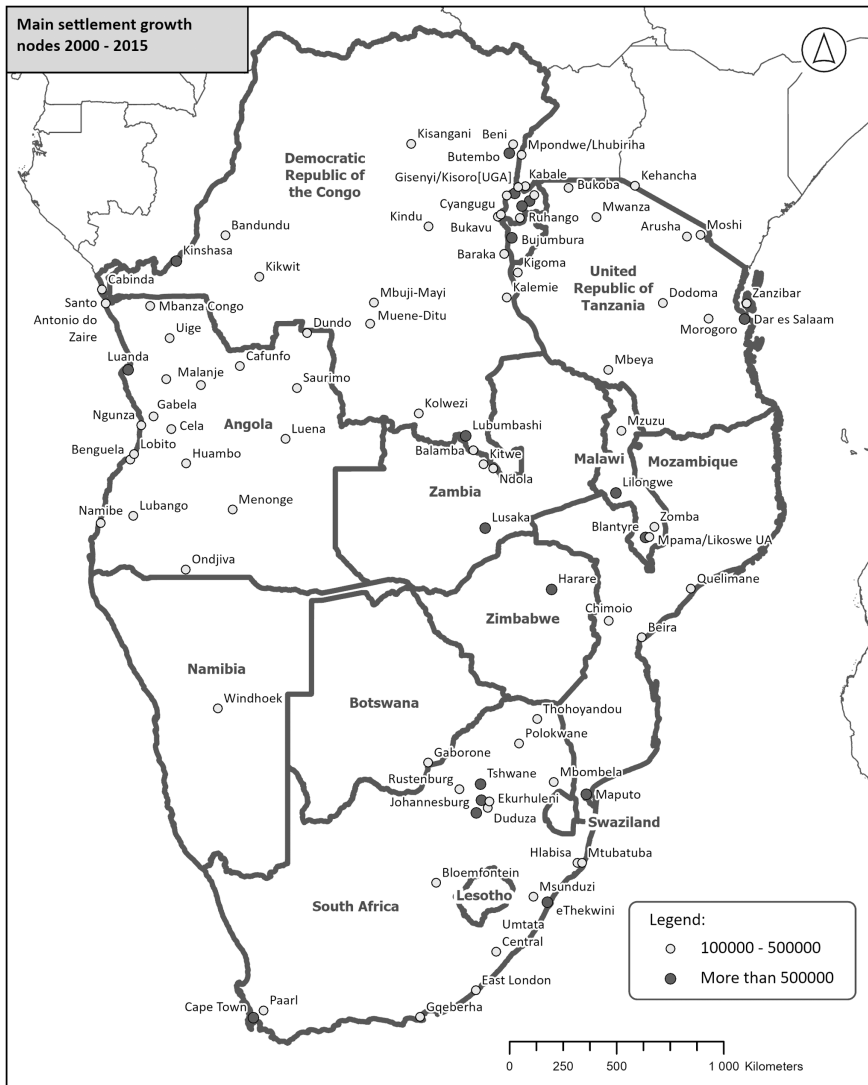 Main settlement growth
nodes 2000 - 2015
Kisangani
Beni
Mpondwe/Lhubiriha
Butembo
Democratic
Republic of
the Congo
Gisenyi/Kisoro[UGA]
Kabale
Kehancha
Bukoba
Cyangugu
Mwanza
Bandundu
Kindu
Bukavu
Ruhango
Arusha
Moshi
Kinshasa
Bujumbura
Baraka
Kikwit
Kigoma
United
Republic of
Tanzania
Cabinda
Kalemie
Mbuji-Mayi
Dodoma
Zanzibar
Santo
Antonio do
Zaire
Mbanza Congo
Muene-Ditu
Morogoro
Dar es Salaam
Uige
Dundo
Luanda
Cafunfo
Mbeya
Malanje
Saurimo
Kolwezi
Ngunza
Gabela
Cela
Angola
Lubumbashi
Mzuzu
Luena
Balamba
Kitwe
Benguela
Lobito
Huambo
Ndola
Malawi
Mozambique
Zambia
Lilongwe
Lubango
Menonge
Namibe
Lusaka
Zomba
Blantyre
Mpama/Likoswe UA
Ondjiva
Harare
Quelimane
Zimbabwe
Chimoio
Beira
Namibia
Windhoek
Botswana
Thohoyandou
Polokwane
Gaborone
Rustenburg
Tshwane
Mbombela
Johannesburg
Ekurhuleni
Maputo
Duduza
Swaziland
Hlabisa
Mtubatuba
Bloemfontein
Lesotho
Msunduzi
South Africa
eThekwini
Umtata
Central
East London
Cape Town
Paarl
Gqeberha
Legend:
100000 - 500000
More than 500000
0 250 500 1 000 Kilometers